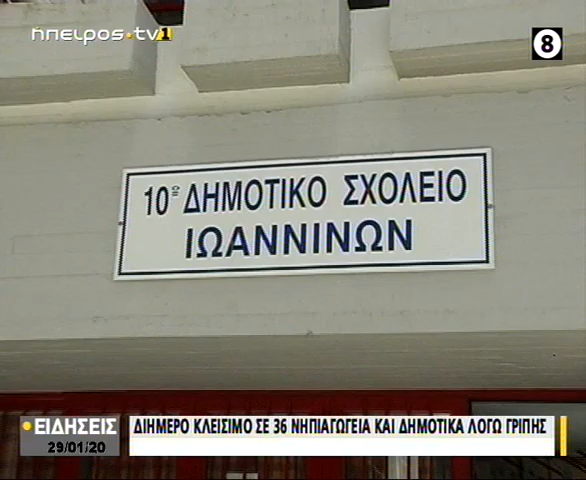 ήπειρος.tv1
8
10ο ΔΗΜΟΤΙΚΟ ΣΧΟΛΕΙΟ
ΙΩΑΝΝΙΝΩΝ
ΕΙΔΗΣΕΙΣ
29/01/20
ΔΙΗΜΕΡΟ ΚΛΕΙΣΙΜΟ ΣΕ 36 ΝΗΠΙΑΓΩΓΕΙΑ ΚΑΙ ΔΗΜΟΤΙΚΑ ΛΟΓΩ ΓΡΙΠΗΣ